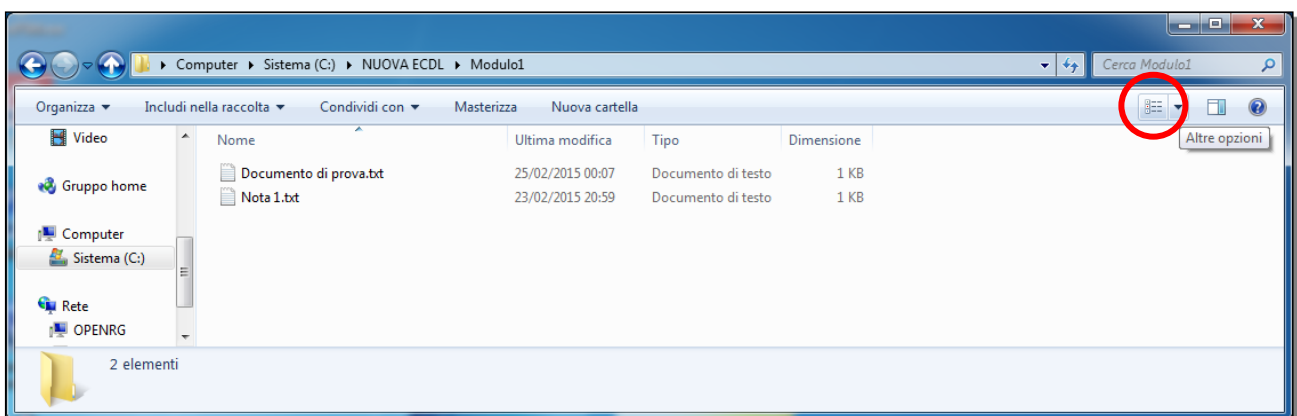 Computer ▸ Sistema (C:) ▸ NUOVA ECDL ▸ Modulo1
Cerca Modulo1
Organizza Includi nella raccolta Condividi con Masterizza Nuova cartella
Altre opzioni
Video
Gruppo home
Computer
Sistema (C:)
Rete
OPENRG
Nome Ultima modifica Tipo Dimensione
Documento di prova.txt 25/02/2015 00:07 Documento di testo 1 KB
Nota 1.txt 23/02/2015 20:59 Documento di testo 1 KB
2 elementi